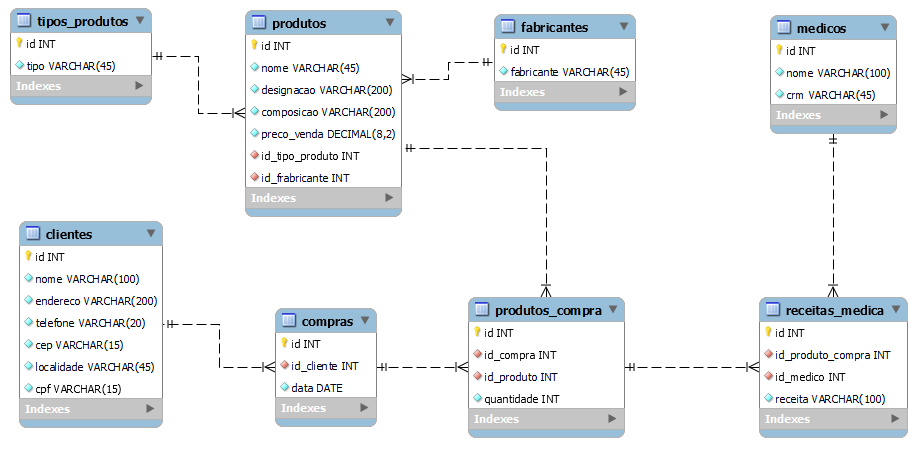 tipos_produtos
id INT
tipo VARCHAR(45)
Indexes
produtos
id INT
nome VARCHAR(45)
designacao VARCHAR(200)
composicao VARCHAR(200)
preco_venda DECIMAL(8,2)
id_tipo_produto INT
id_frabricante INT
Indexes
fabricantes
id INT
fabricante VARCHAR(45)
Indexes
medicos
id INT
nome VARCHAR(100)
crm VARCHAR(45)
Indexes
clientes
id INT
nome VARCHAR(100)
endereco VARCHAR(200)
telefone VARCHAR(20)
cep VARCHAR(15)
localidade VARCHAR(45)
cpf VARCHAR(15)
Indexes
compras
id INT
id_cliente INT
data DATE
Indexes
produtos_compra
id INT
id_compra INT
id_produto INT
quantidade INT
Indexes
receitas_medica
id INT
id_produto_compra INT
id_medico INT
receita VARCHAR(100)
Indexes